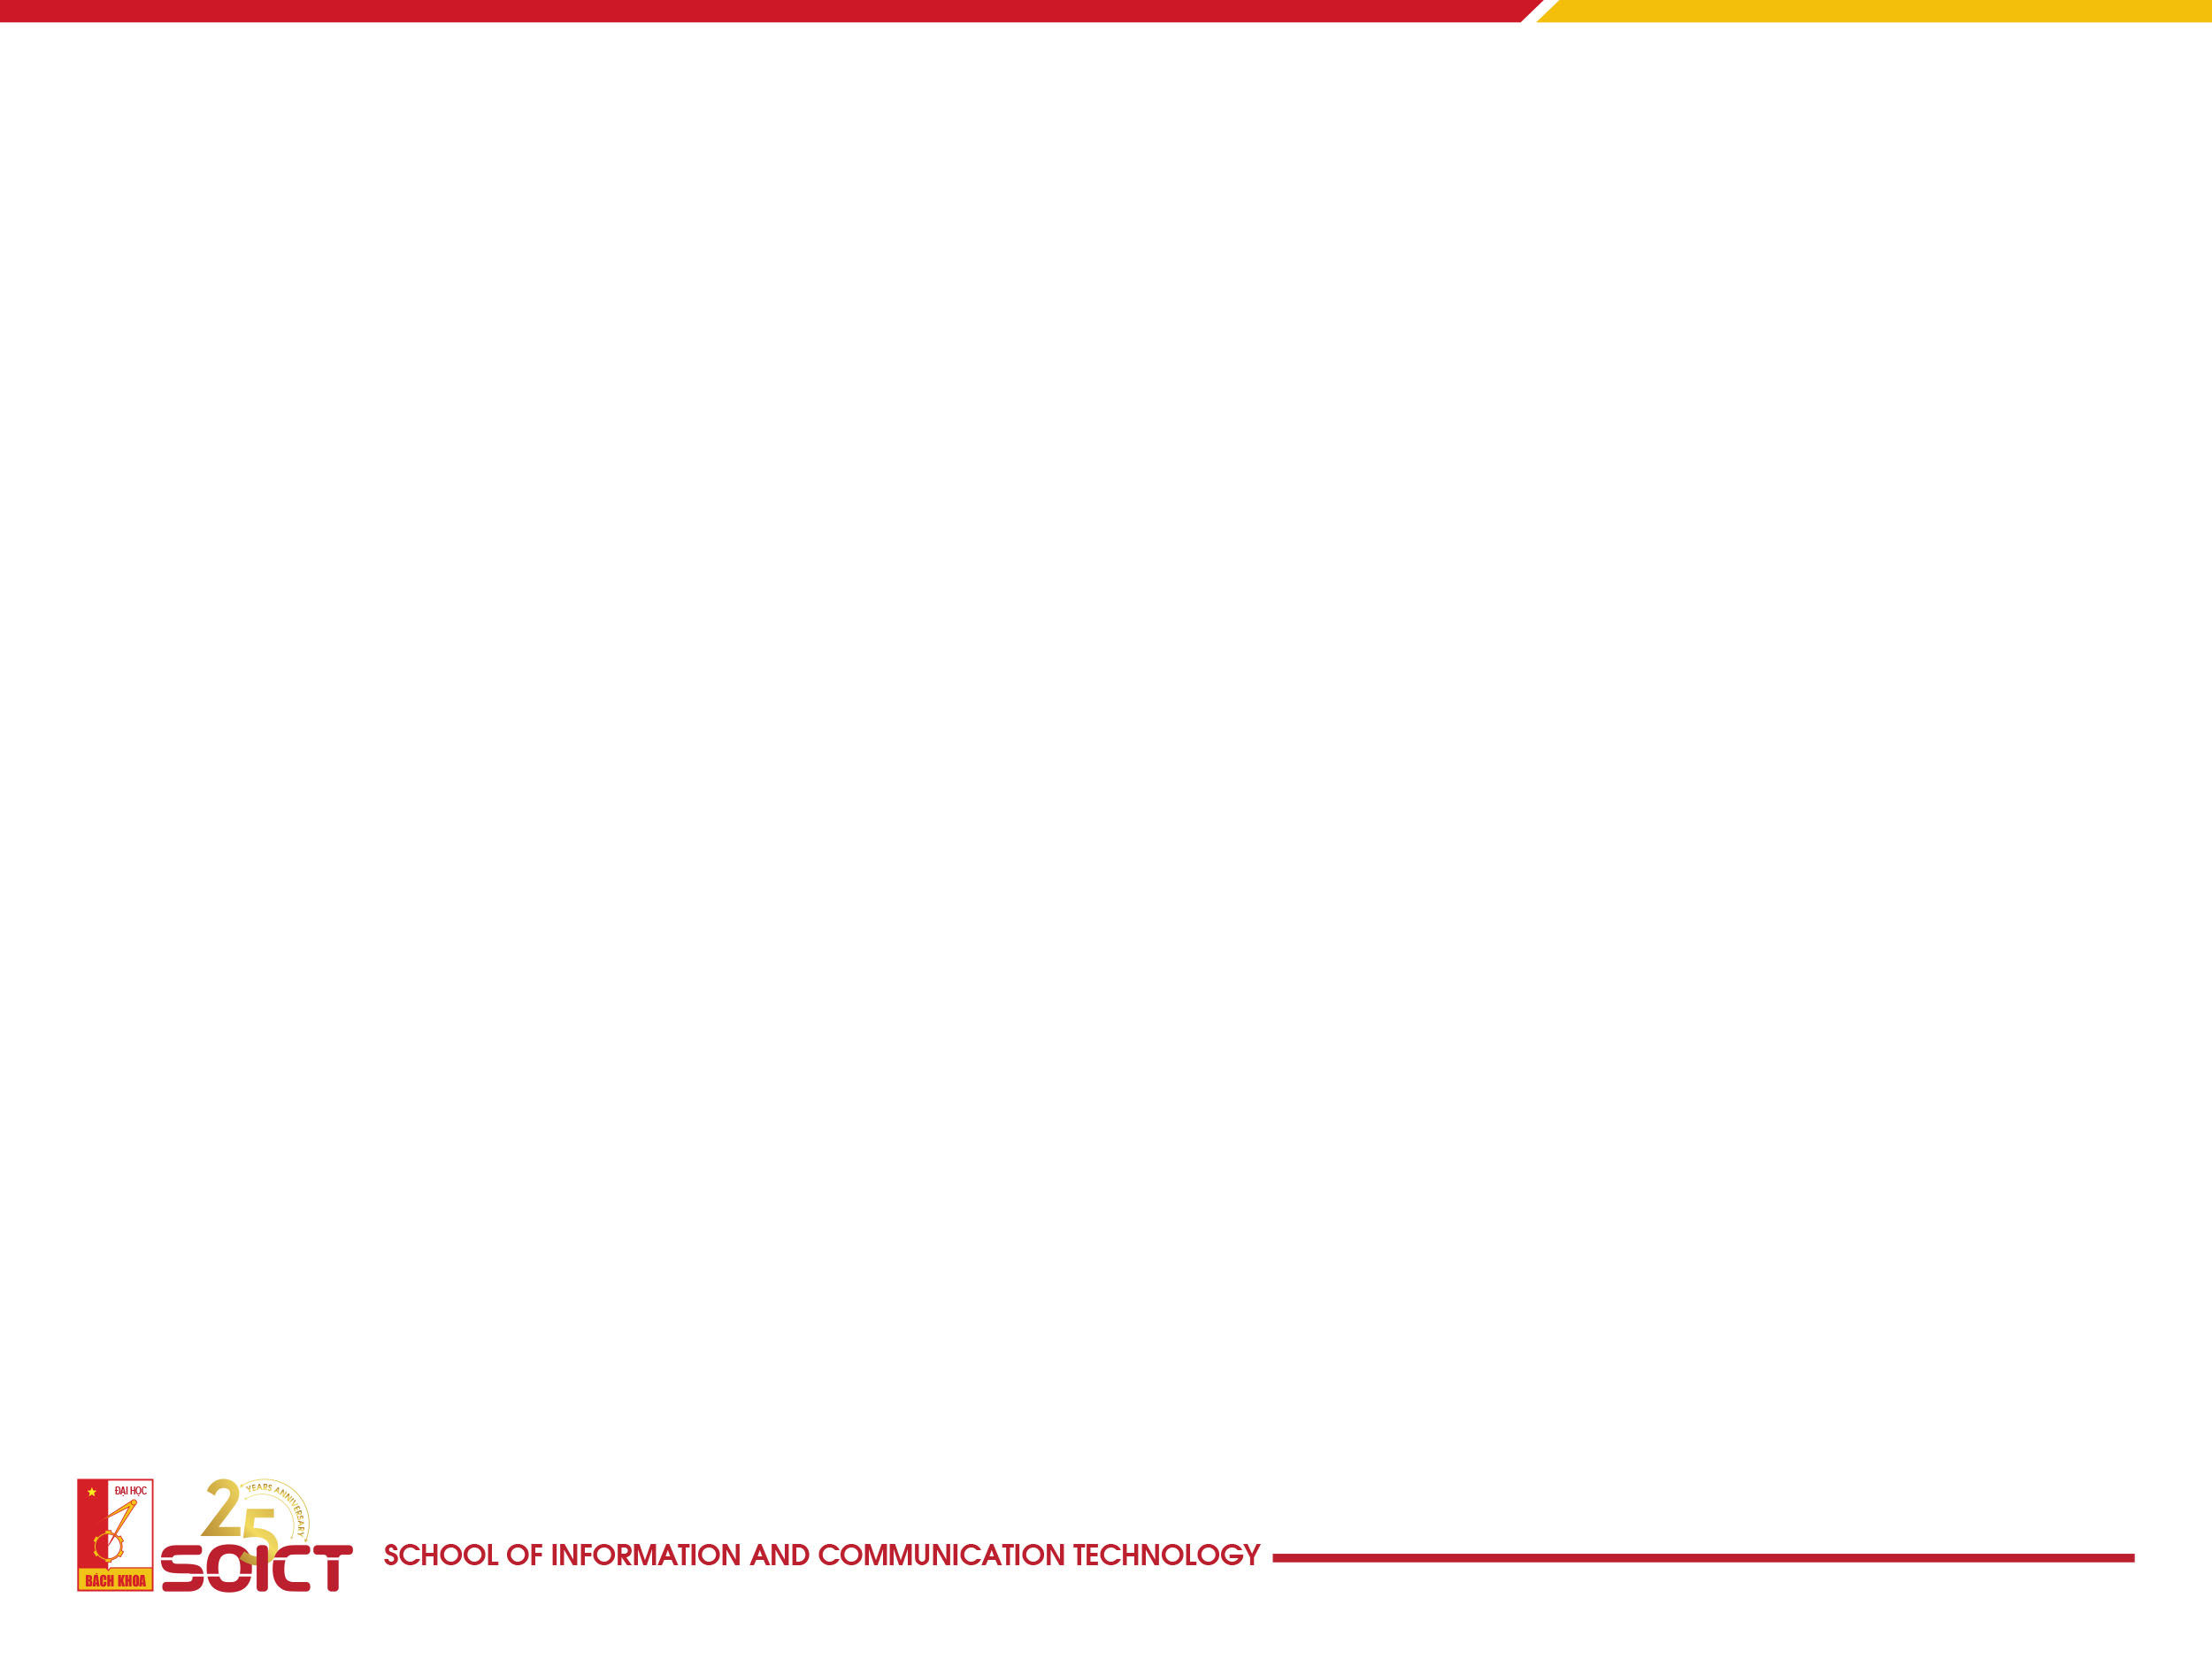 ĐẠI HỌC
BÁCH KHOA
25
YEARS ANNIVERSARY
SOICT
SCHOOL OF INFORMATION AND COMMUNICATION TECHNOLOGY